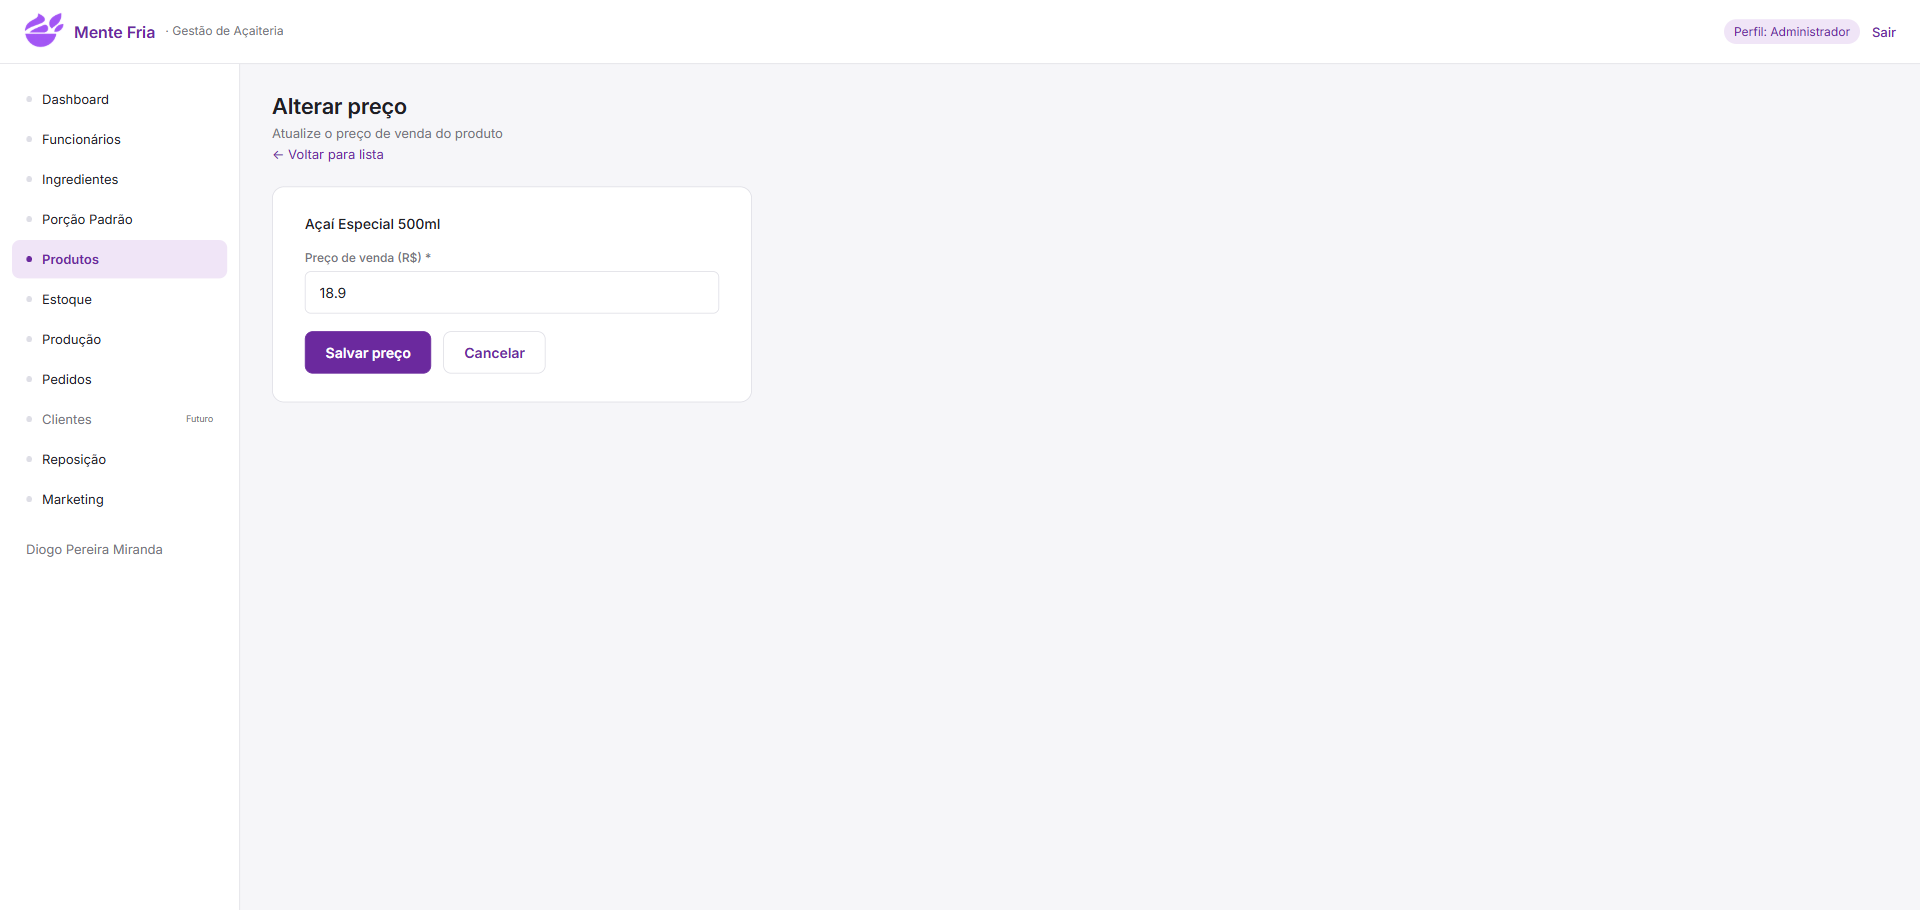 Mente Fria · Gestão de Açaiteria
Perfil: Administrador Sair
Dashboard
Funcionários
Ingredientes
Porção Padrão
Produtos
Estoque
Produção
Pedidos
Clientes Futuro
Reposição
Marketing
Diogo Pereira Miranda
Alterar preço
Atualize o preço de venda do produto
← Voltar para lista
Açaí Especial 500ml
Preço de venda (R$) *
18.9
Salvar preço Cancelar